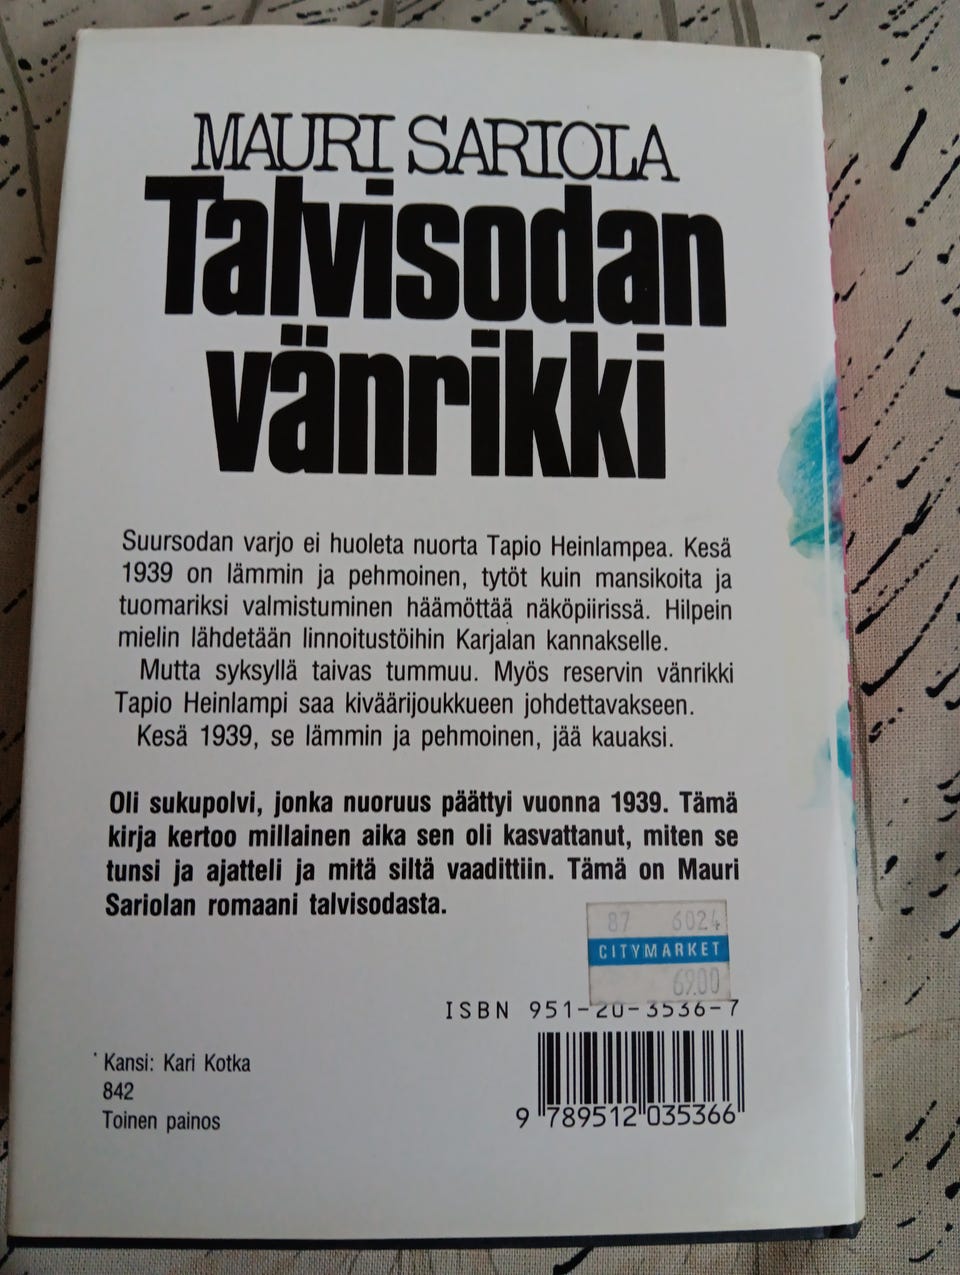 MAURI SARIOLA
Talvisodan
vänrikki
Suursodan varjo ei huoleta nuorta Tapio Heinlampea. Kesä
1939 on lämmin ja pehmoinen, tytöt kuin mansikoita ja
tuomariksi valmistuminen häämöttää näköpiirissä. Hilpein
mielin lähdetään linnoitustöihin Karjalan kannakselle.
Mutta syksyllä taivas tummuu. Myös reservin vänrikki
Tapio Heinlampi saa kiväärijoukkueen johdettavakseen.
Kesä 1939, se lämmin ja pehmoinen, jää kauaksi.
Oli sukupolvi, jonka nuoruus päättyi vuonna 1939. Tämä
kirja kertoo millainen aika sen oli kasvattanut, miten se
tunsi ja ajatteli ja mitä siltä vaadittiin. Tämä on Mauri
Sariolan romaani talvisodasta.
87 6024
CITYMARKET
69.00
ISBN 951-20-3536-7
9 789512 035366
Kansi: Kari Kotka
842
Toinen painos